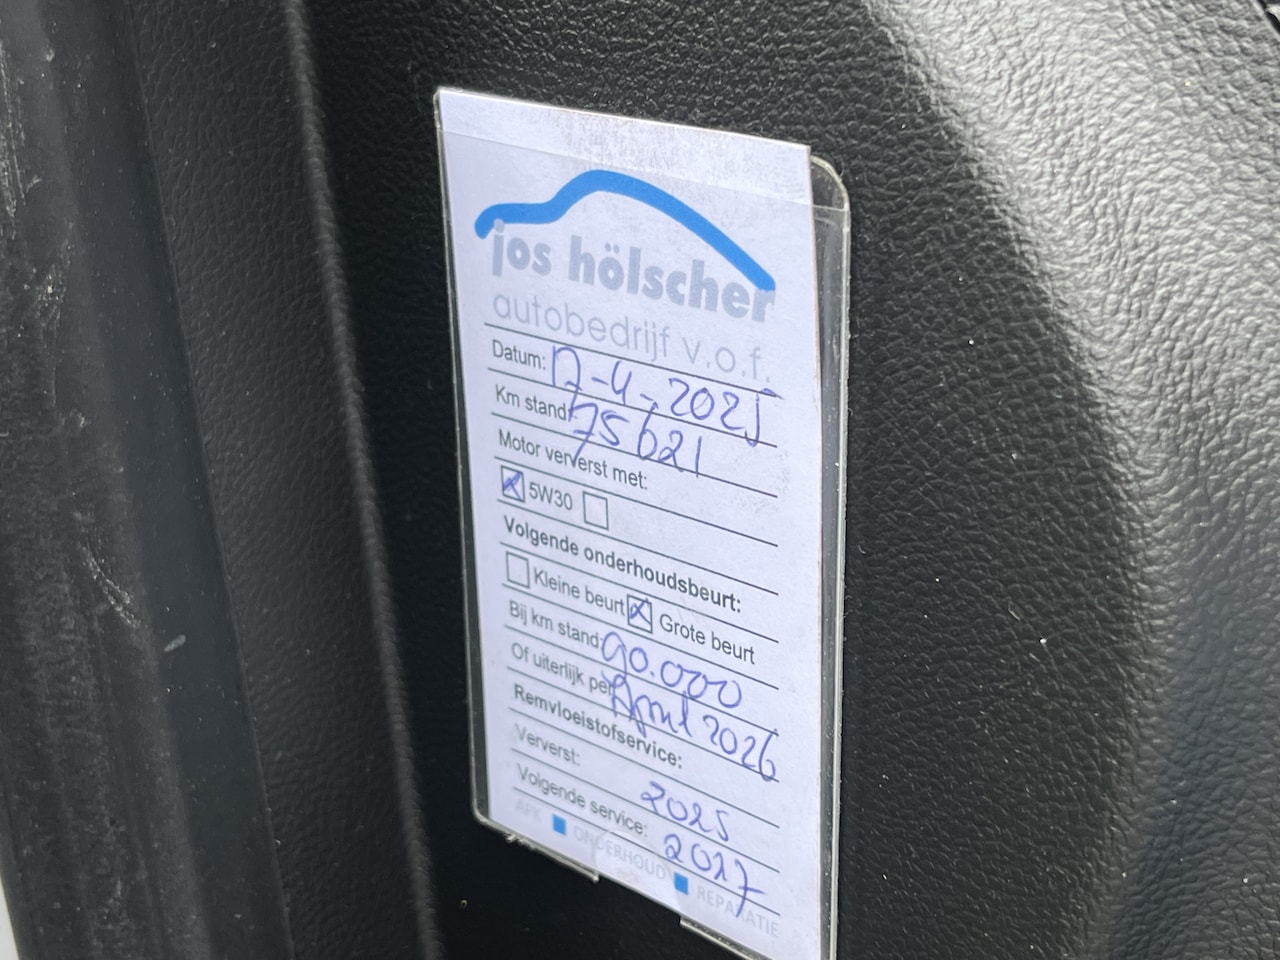 jos hölscher
autobedrijf v.o.f.
Datum: 17-4-2025
Km stand: 75621
Motor ververst met:
5W30
Volgende onderhoudsbeurt:
Kleine beurt Grote beurt
Bij km stand: 90.000
Of uiterlijk per: April 2026
Remvloeistofservice:
Ververst: 2025
Volgende service: 2027
APK ONDERHOUD REPARATIE